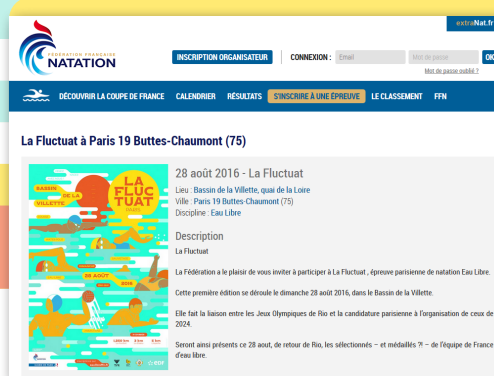 extraNat.fr
FÉDÉRATION FRANÇAISE
NATATION
INSCRIPTION ORGANISATEUR
CONNEXION : Email
Mot de passe
OK
Mot de passe oublié ?
DÉCOUVRIR LA COUPE DE FRANCE CALENDRIER RÉSULTATS S'INSCRIRE À UNE ÉPREUVE LE CLASSEMENT FFN
La Fluctuat à Paris 19 Buttes-Chaumont (75)
BASSIN
DE LA
VILLETTE
LA
FLUC
TUAT
28 AOÛT
2016
EDF
28 août 2016 - La Fluctuat
Lieu : Bassin de la Villette, quai de la Loire
Ville : Paris 19 Buttes-Chaumont (75)
Discipline : Eau Libre
Description
La Fluctuat
La Fédération a le plaisir de vous inviter à participer à La Fluctuat , épreuve parisienne de natation Eau Libre.
Cette première édition se déroule le dimanche 28 août 2016, dans le Bassin de la Villette.
Elle fait la liaison entre les Jeux Olympiques de Rio et la candidature parisienne à l'organisation de ceux de
2024.
Seront ainsi présents ce 28 aout, de retour de Rio, les sélectionnés – et médaillés ?! – de l'équipe de France
d'eau libre.